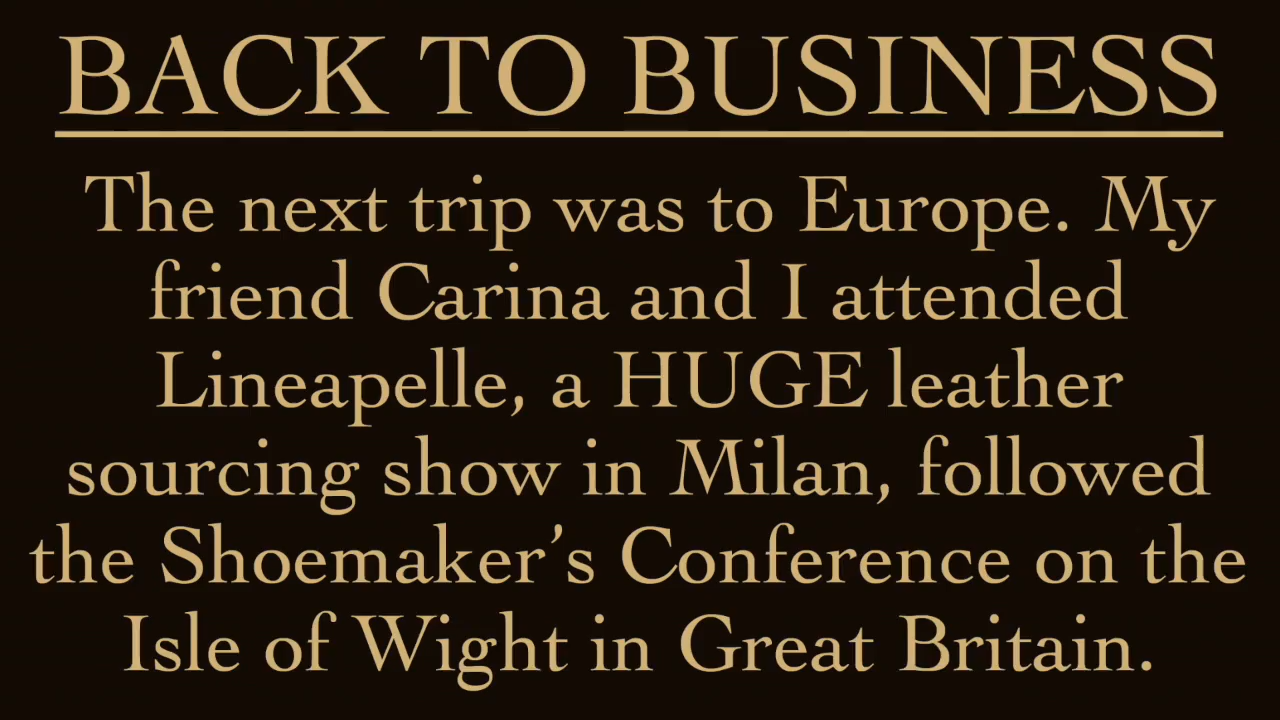 BACK TO BUSINESS
The next trip was to Europe. My
friend Carina and I attended
Lineapelle, a HUGE leather
sourcing show in Milan, followed
the Shoemaker’s Conference on the
Isle of Wight in Great Britain.